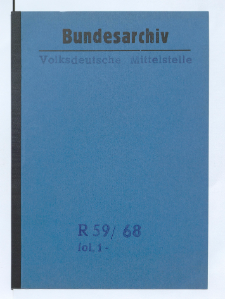 Bundesarchiv
Volksdeutsche Mittelstelle
R 59/ 68
fol. 1-